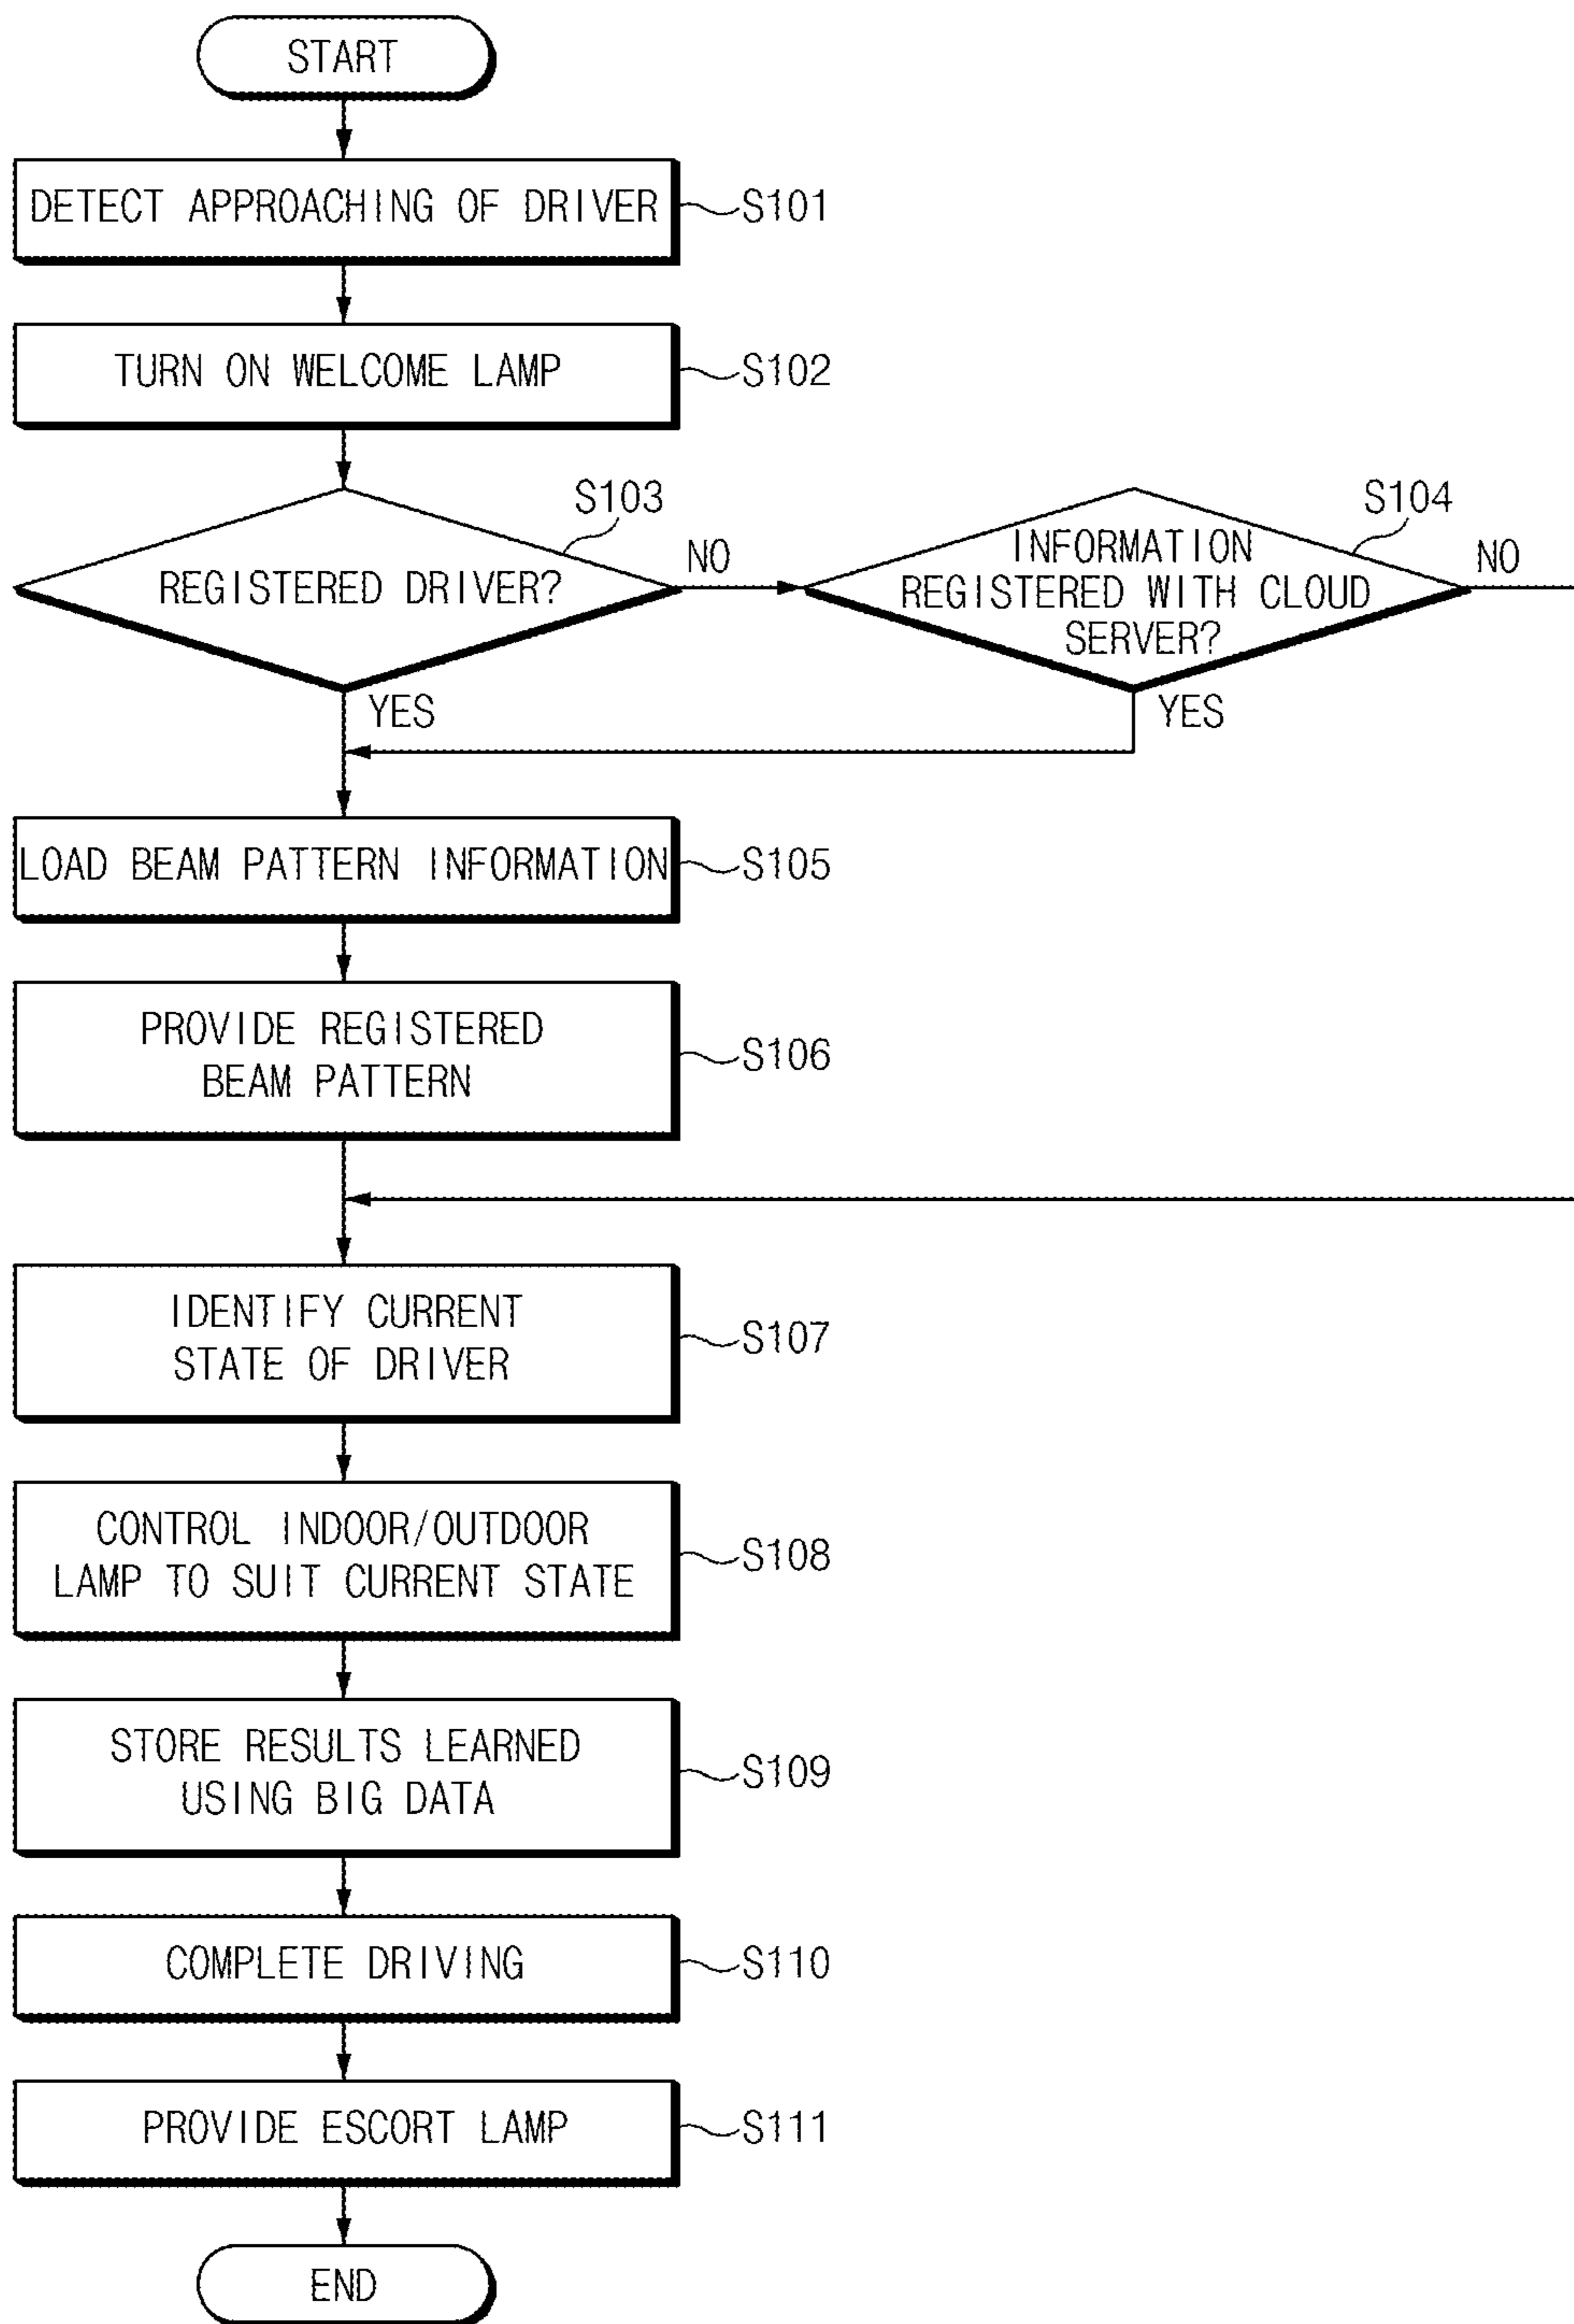 START
DETECT APPROACHING OF DRIVER
S101
TURN ON WELCOME LAMP
S102
S103
REGISTERED DRIVER?
NO
YES
S104
INFORMATION
REGISTERED WITH CLOUD
SERVER?
NO
YES
LOAD BEAM PATTERN INFORMATION
S105
PROVIDE REGISTERED
BEAM PATTERN
S106
IDENTIFY CURRENT
STATE OF DRIVER
S107
CONTROL INDOOR/OUTDOOR
LAMP TO SUIT CURRENT STATE
S108
STORE RESULTS LEARNED
USING BIG DATA
S109
COMPLETE DRIVING
S110
PROVIDE ESCORT LAMP
S111
END